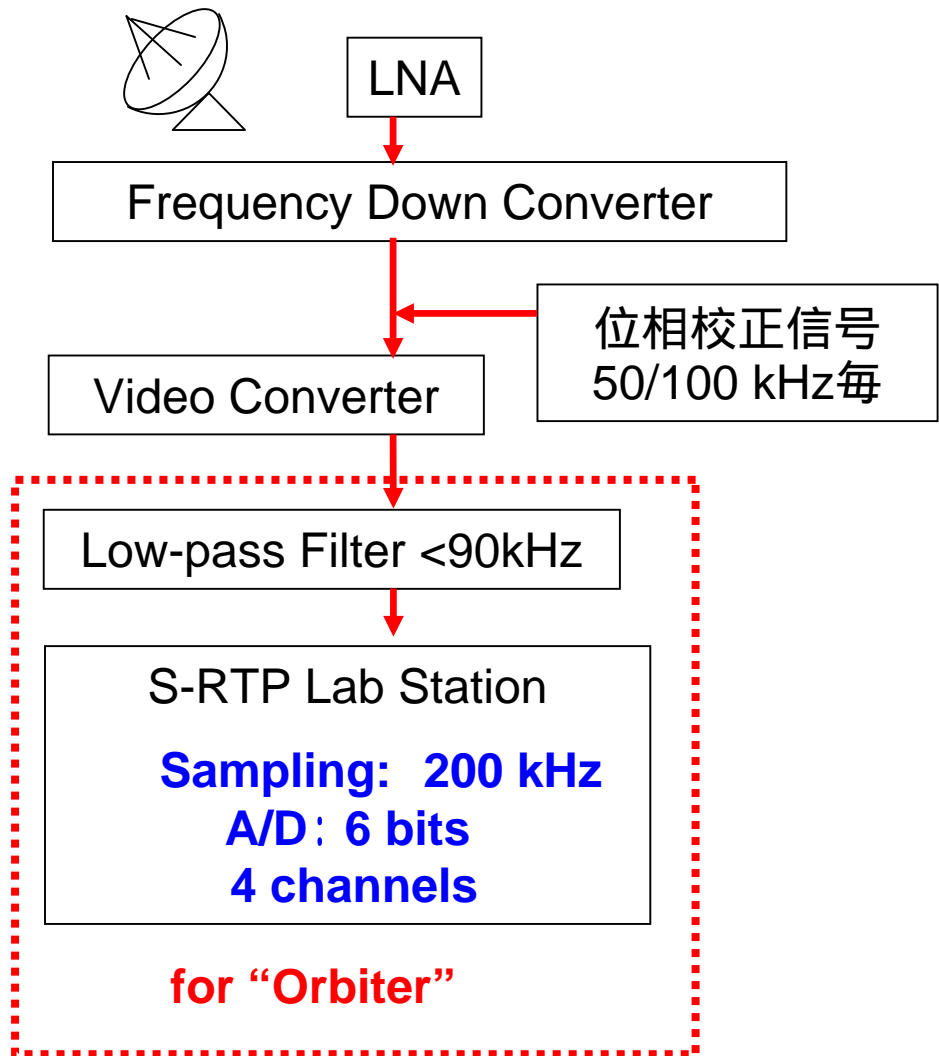 LNA
Frequency Down Converter
位相校正信号
50/100 kHz毎
Video Converter
Low-pass Filter <90kHz
S-RTP Lab Station
Sampling: 200 kHz
A/D: 6 bits
4 channels
for “Orbiter”